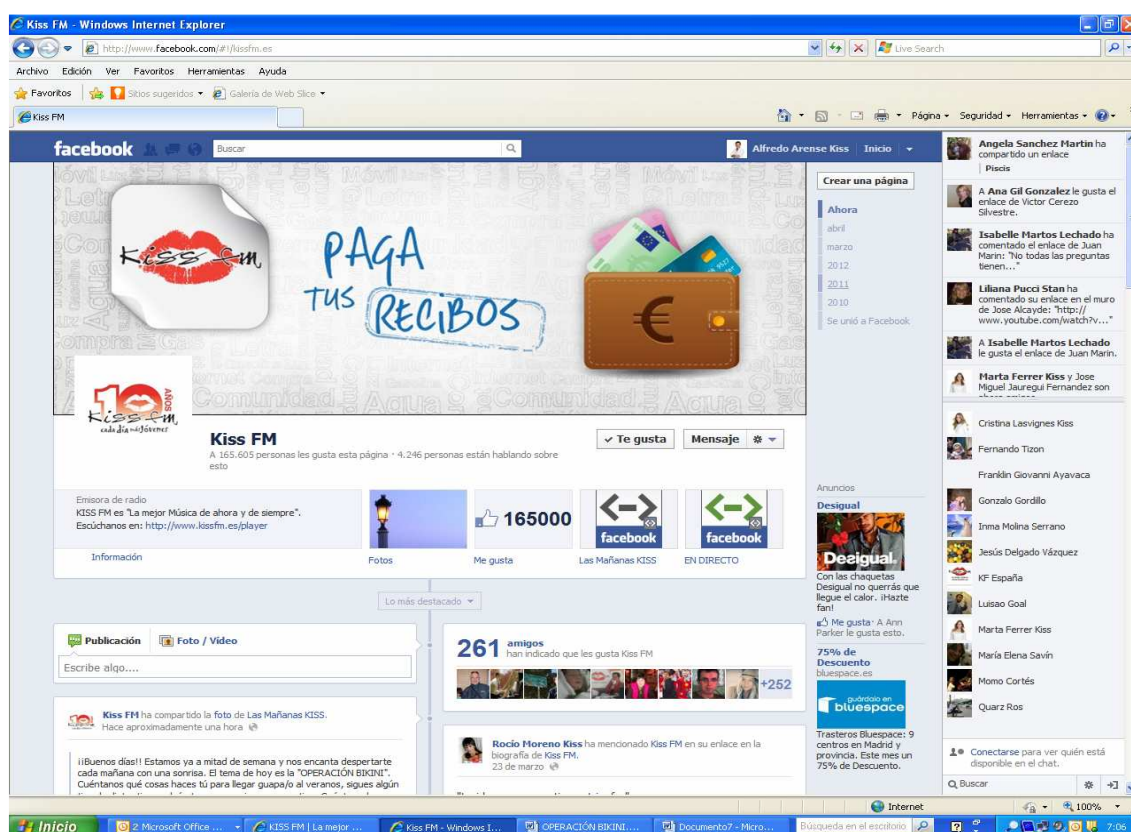 Kiss FM - Windows Internet Explorer
http://www.facebook.com/#!/kissfm.es
Live Search
Archivo Edición Ver Favoritos Herramientas Ayuda
Favoritos Sitios sugeridos Galería de Web Slice
Kiss FM
Página Seguridad Herramientas
facebook
Buscar
Alfredo Arense Kiss Inicio
Kiss fm
PAGA
TUS
RECIBOS
€
10 AÑOS
Kiss fm
cada día más jóvenes
Kiss FM
A 165.605 personas les gusta esta página · 4.246 personas están hablando sobre
esto
Te gusta
Mensaje
Emisora de radio
KISS FM es "La mejor Música de ahora y de siempre".
Escúchanos en: http://www.kissfm.es/player
Información
Fotos
165000
Me gusta
facebook
Las Mañanas KISS
facebook
EN DIRECTO
Lo más destacado
Publicación
Foto / Vídeo
Escribe algo....
Kiss FM ha compartido la foto de Las Mañanas KISS.
Hace aproximadamente una hora
¡¡Buenos días!! Estamos ya a mitad de semana y nos encanta despertarte
cada mañana con una sonrisa. El tema de hoy es la "OPERACIÓN BIKINI".
Cuéntanos qué cosas haces tú para llegar guapa/o al veranos, sigues algún
261 amigos
han indicado que les gusta Kiss FM
+252
Rocío Moreno Kiss ha mencionado Kiss FM en su enlace en la
biografía de Kiss FM.
23 de marzo
Crear una página
Ahora
abril
marzo
2012
2011
2010
Se unió a Facebook
Anuncios
Desigual
Desigual.
Con las chaquetas
Desigual no querrás que
llegue el calor. ¡Hazte
fan!
Me gusta · A Ann
Parker le gusta esto.
75% de
Descuento
bluespace.es
guárdalo en
bluespace
Trasteros Bluespace: 9
centros en Madrid y
provincia. Este mes un
75% de Descuento.
Angela Sanchez Martin ha
compartido un enlace
Piscis
A Ana Gil Gonzalez le gusta el
enlace de Victor Cerezo
Silvestre.
Isabelle Martos Lechado ha
comentado el enlace de Juan
Marin: "No todas las preguntas
tienen..."
Liliana Pucci Stan ha
comentado su enlace en el muro
de Jose Alcayde: "http://
www.youtube.com/watch?v..."
A Isabelle Martos Lechado
le gusta el enlace de Juan Marin.
Marta Ferrer Kiss y Jose
Miguel Jauregui Fernandez son
ahora amigos
Cristina Lasvignes Kiss
Fernando Tizon
Franklin Giovanni Ayavaca
Gonzalo Gordillo
Inma Molina Serrano
Jesús Delgado Vázquez
KF España
Luisao Goal
Marta Ferrer Kiss
María Elena Savín
Momo Cortés
Quarz Ros
Conectarse para ver quién está
disponible en el chat.
Buscar
Internet
100%
Inicio
2 Microsoft Office ...
KISS FM | La mejor ...
Kiss FM - Windows I...
OPERACIÓN BIKINI....
Documento7 - Micro...
Búsqueda en el escritorio
7:06